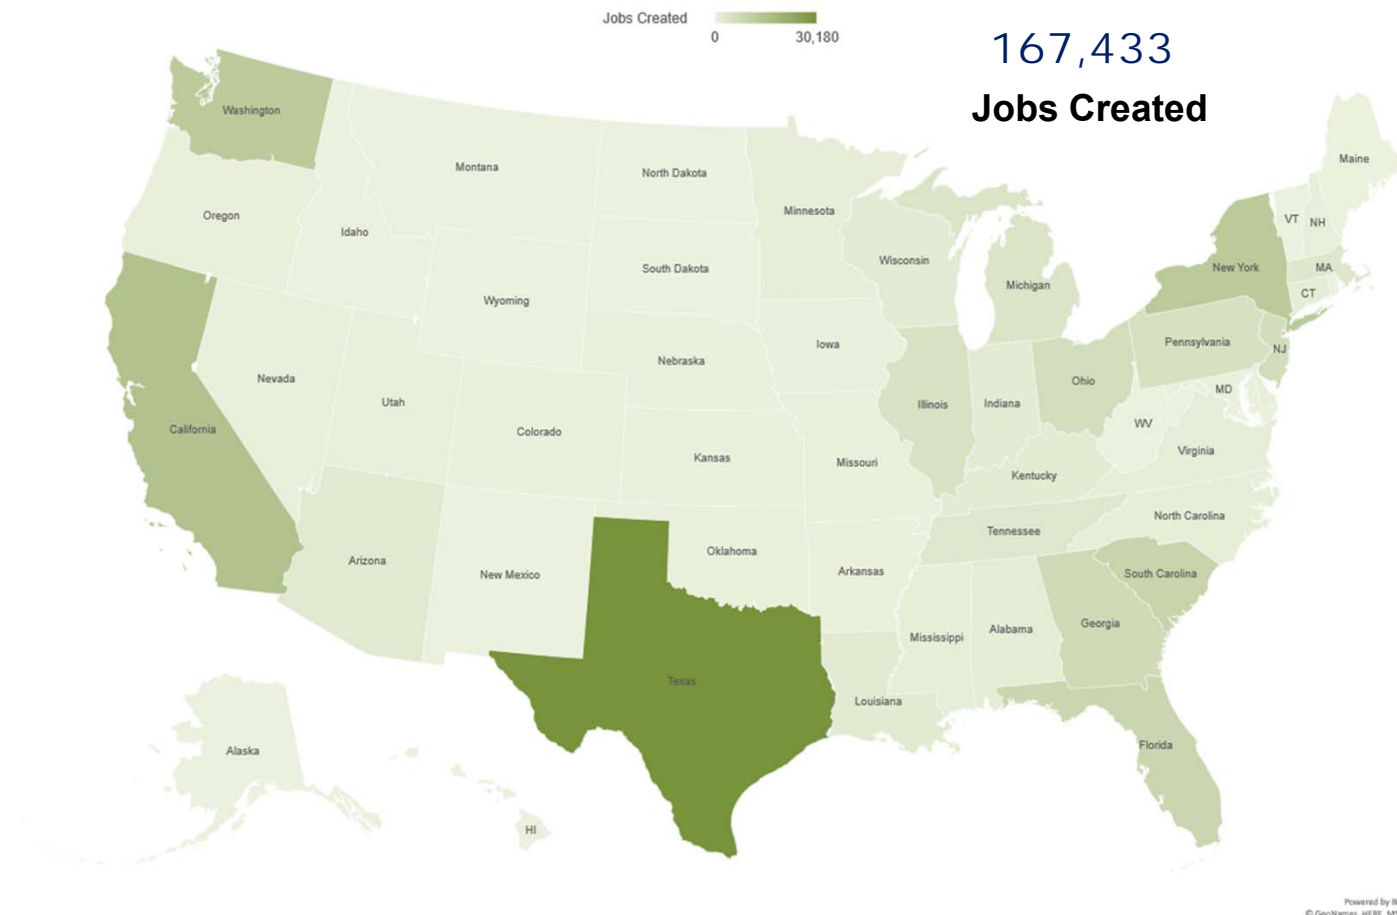 Jobs Created
0 30,180
167,433
Jobs Created
Washington
Maine
Montana
North Dakota
Minnesota
Oregon
Idaho
VT
NH
Wisconsin
South Dakota
New York
MA
Michigan
CT
Wyoming
Iowa
Pennsylvania
NJ
Nebraska
Nevada
Ohio
MD
Utah
Illinois
Indiana
California
Colorado
WV
Virginia
Kansas
Missouri
Kentucky
North Carolina
Tennessee
Oklahoma
Arizona
New Mexico
Arkansas
South Carolina
Georgia
Alabama
Mississippi
Texas
Louisiana
Florida
Alaska
HI
Powered by
© GeoNames, HERE,